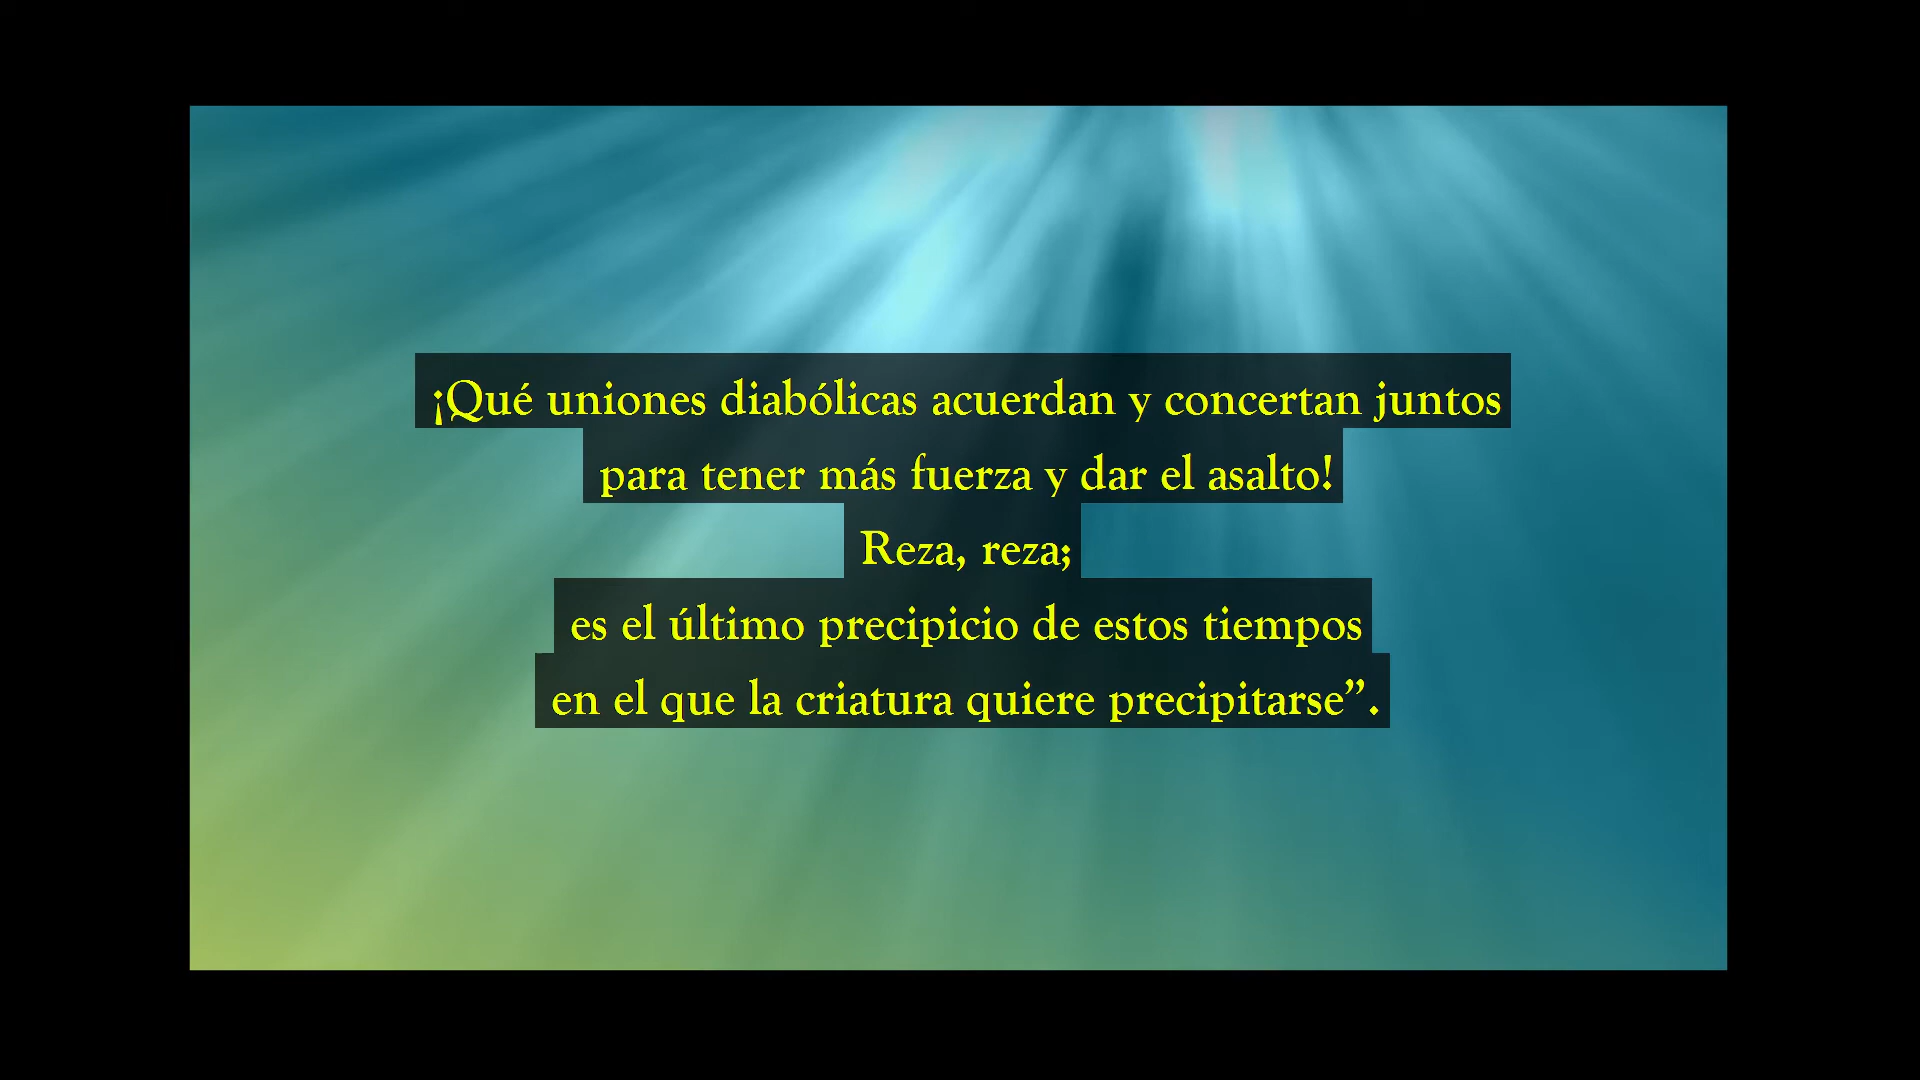 ¡Qué uniones diabólicas acuerdan y concertan juntos
para tener más fuerza y dar el asalto!
Reza, reza;
es el último precipicio de estos tiempos
en el que la criatura quiere precipitarse”.